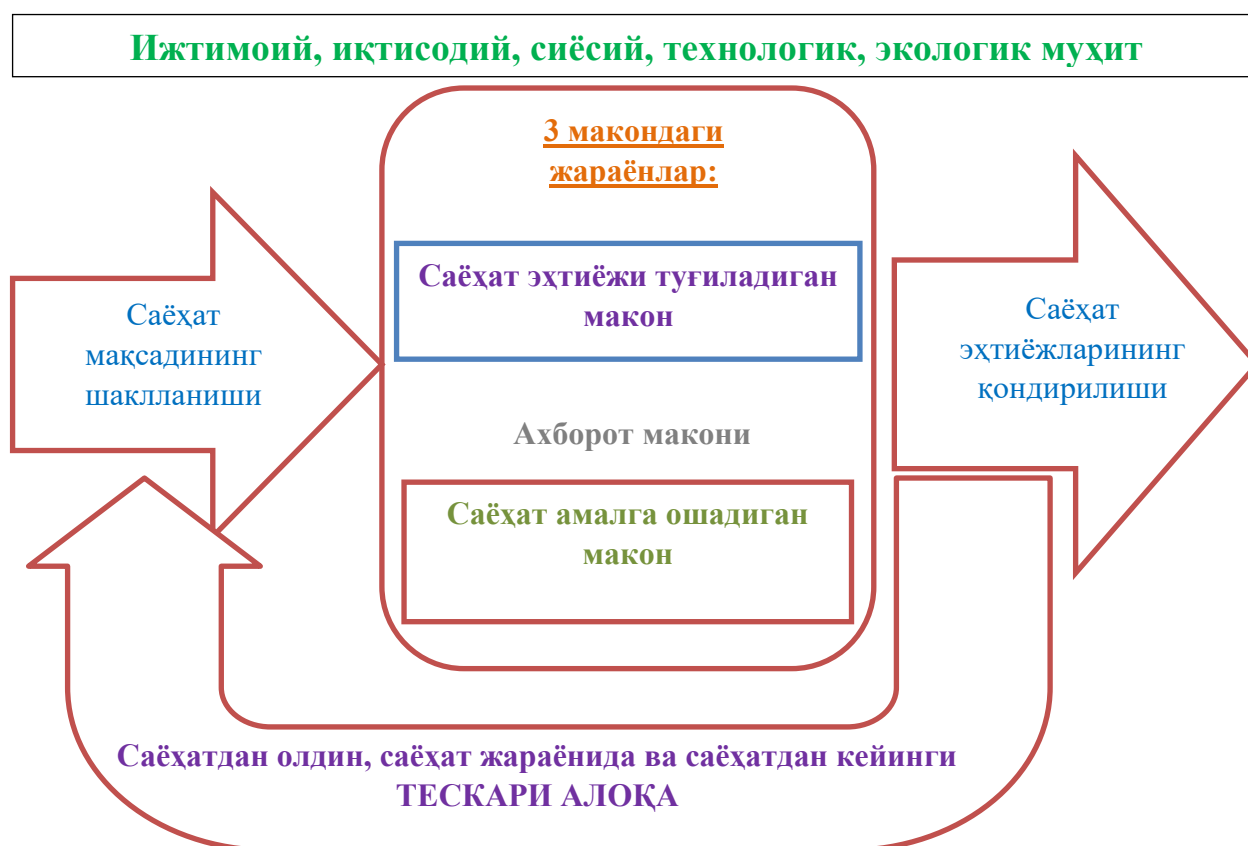 Ижтимоий, иқтисодий, сиёсий, технологик, экологик муҳит
3 макондаги
жараёнлар:
Саёҳат
мақсадининг
шаклланиши
Саёҳат эҳтиёжи туғиладиган
макон
Ахборот макони
Саёҳат амалга ошадиган
макон
Саёҳат
эҳтиёжларининг
қондирилиши
Саёҳатдан олдин, саёҳат жараёнида ва саёҳатдан кейинги
ТЕСКАРИ АЛОҚА